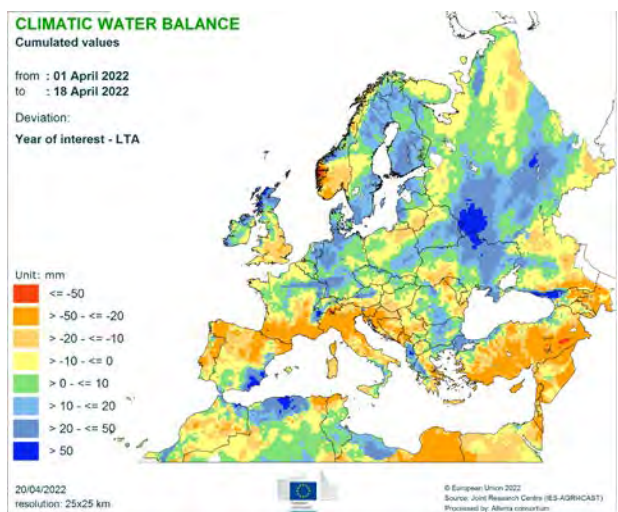 CLIMATIC WATER BALANCE
Cumulated values
from : 01 April 2022
to : 18 April 2022
Deviation:
Year of interest - LTA
Unit: mm
<= -50
> -50 - <= -20
> -20 - <= -10
> -10 - <= 0
> 0 - <= 10
> 10 - <= 20
> 20 - <= 50
> 50
20/04/2022
resolution: 25x25 km
© European Union 2022
Source: Joint Research Centre (IES-AGRI4CAST)
Processed by: Alterra consortium